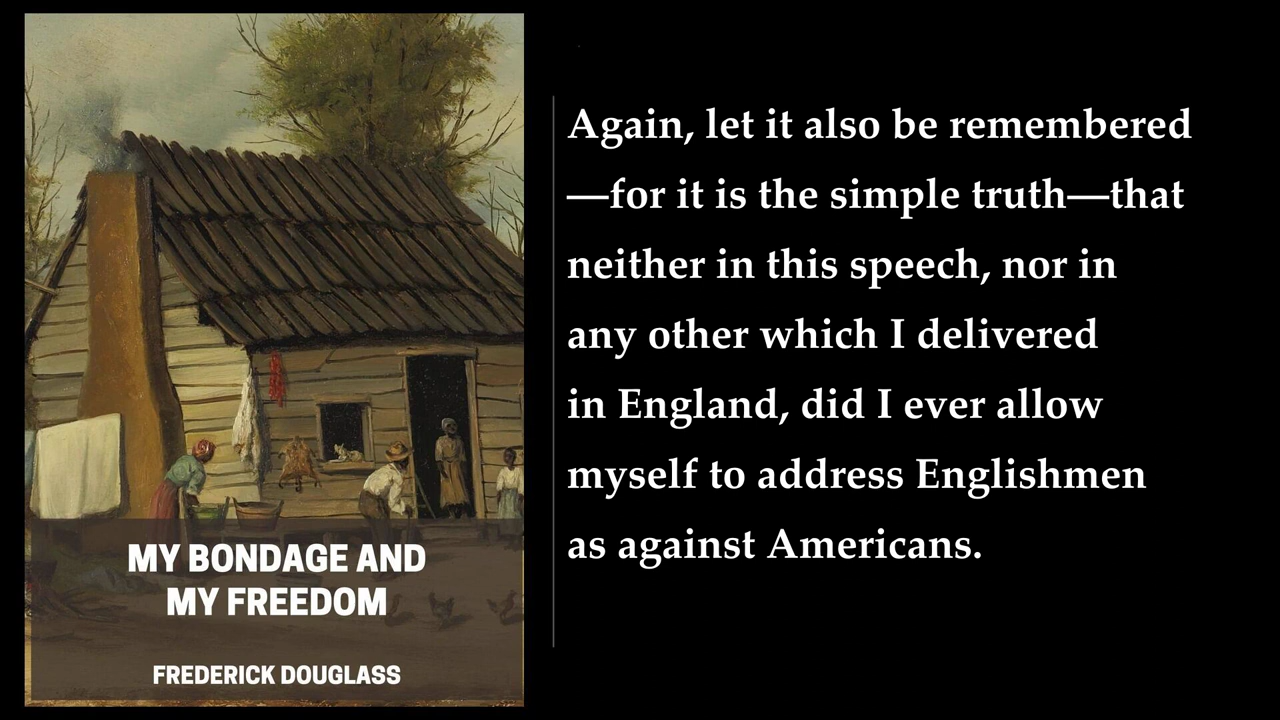 MY BONDAGE AND
MY FREEDOM
FREDERICK DOUGLASS
Again, let it also be remembered
—for it is the simple truth—that
neither in this speech, nor in
any other which I delivered
in England, did I ever allow
myself to address Englishmen
as against Americans.